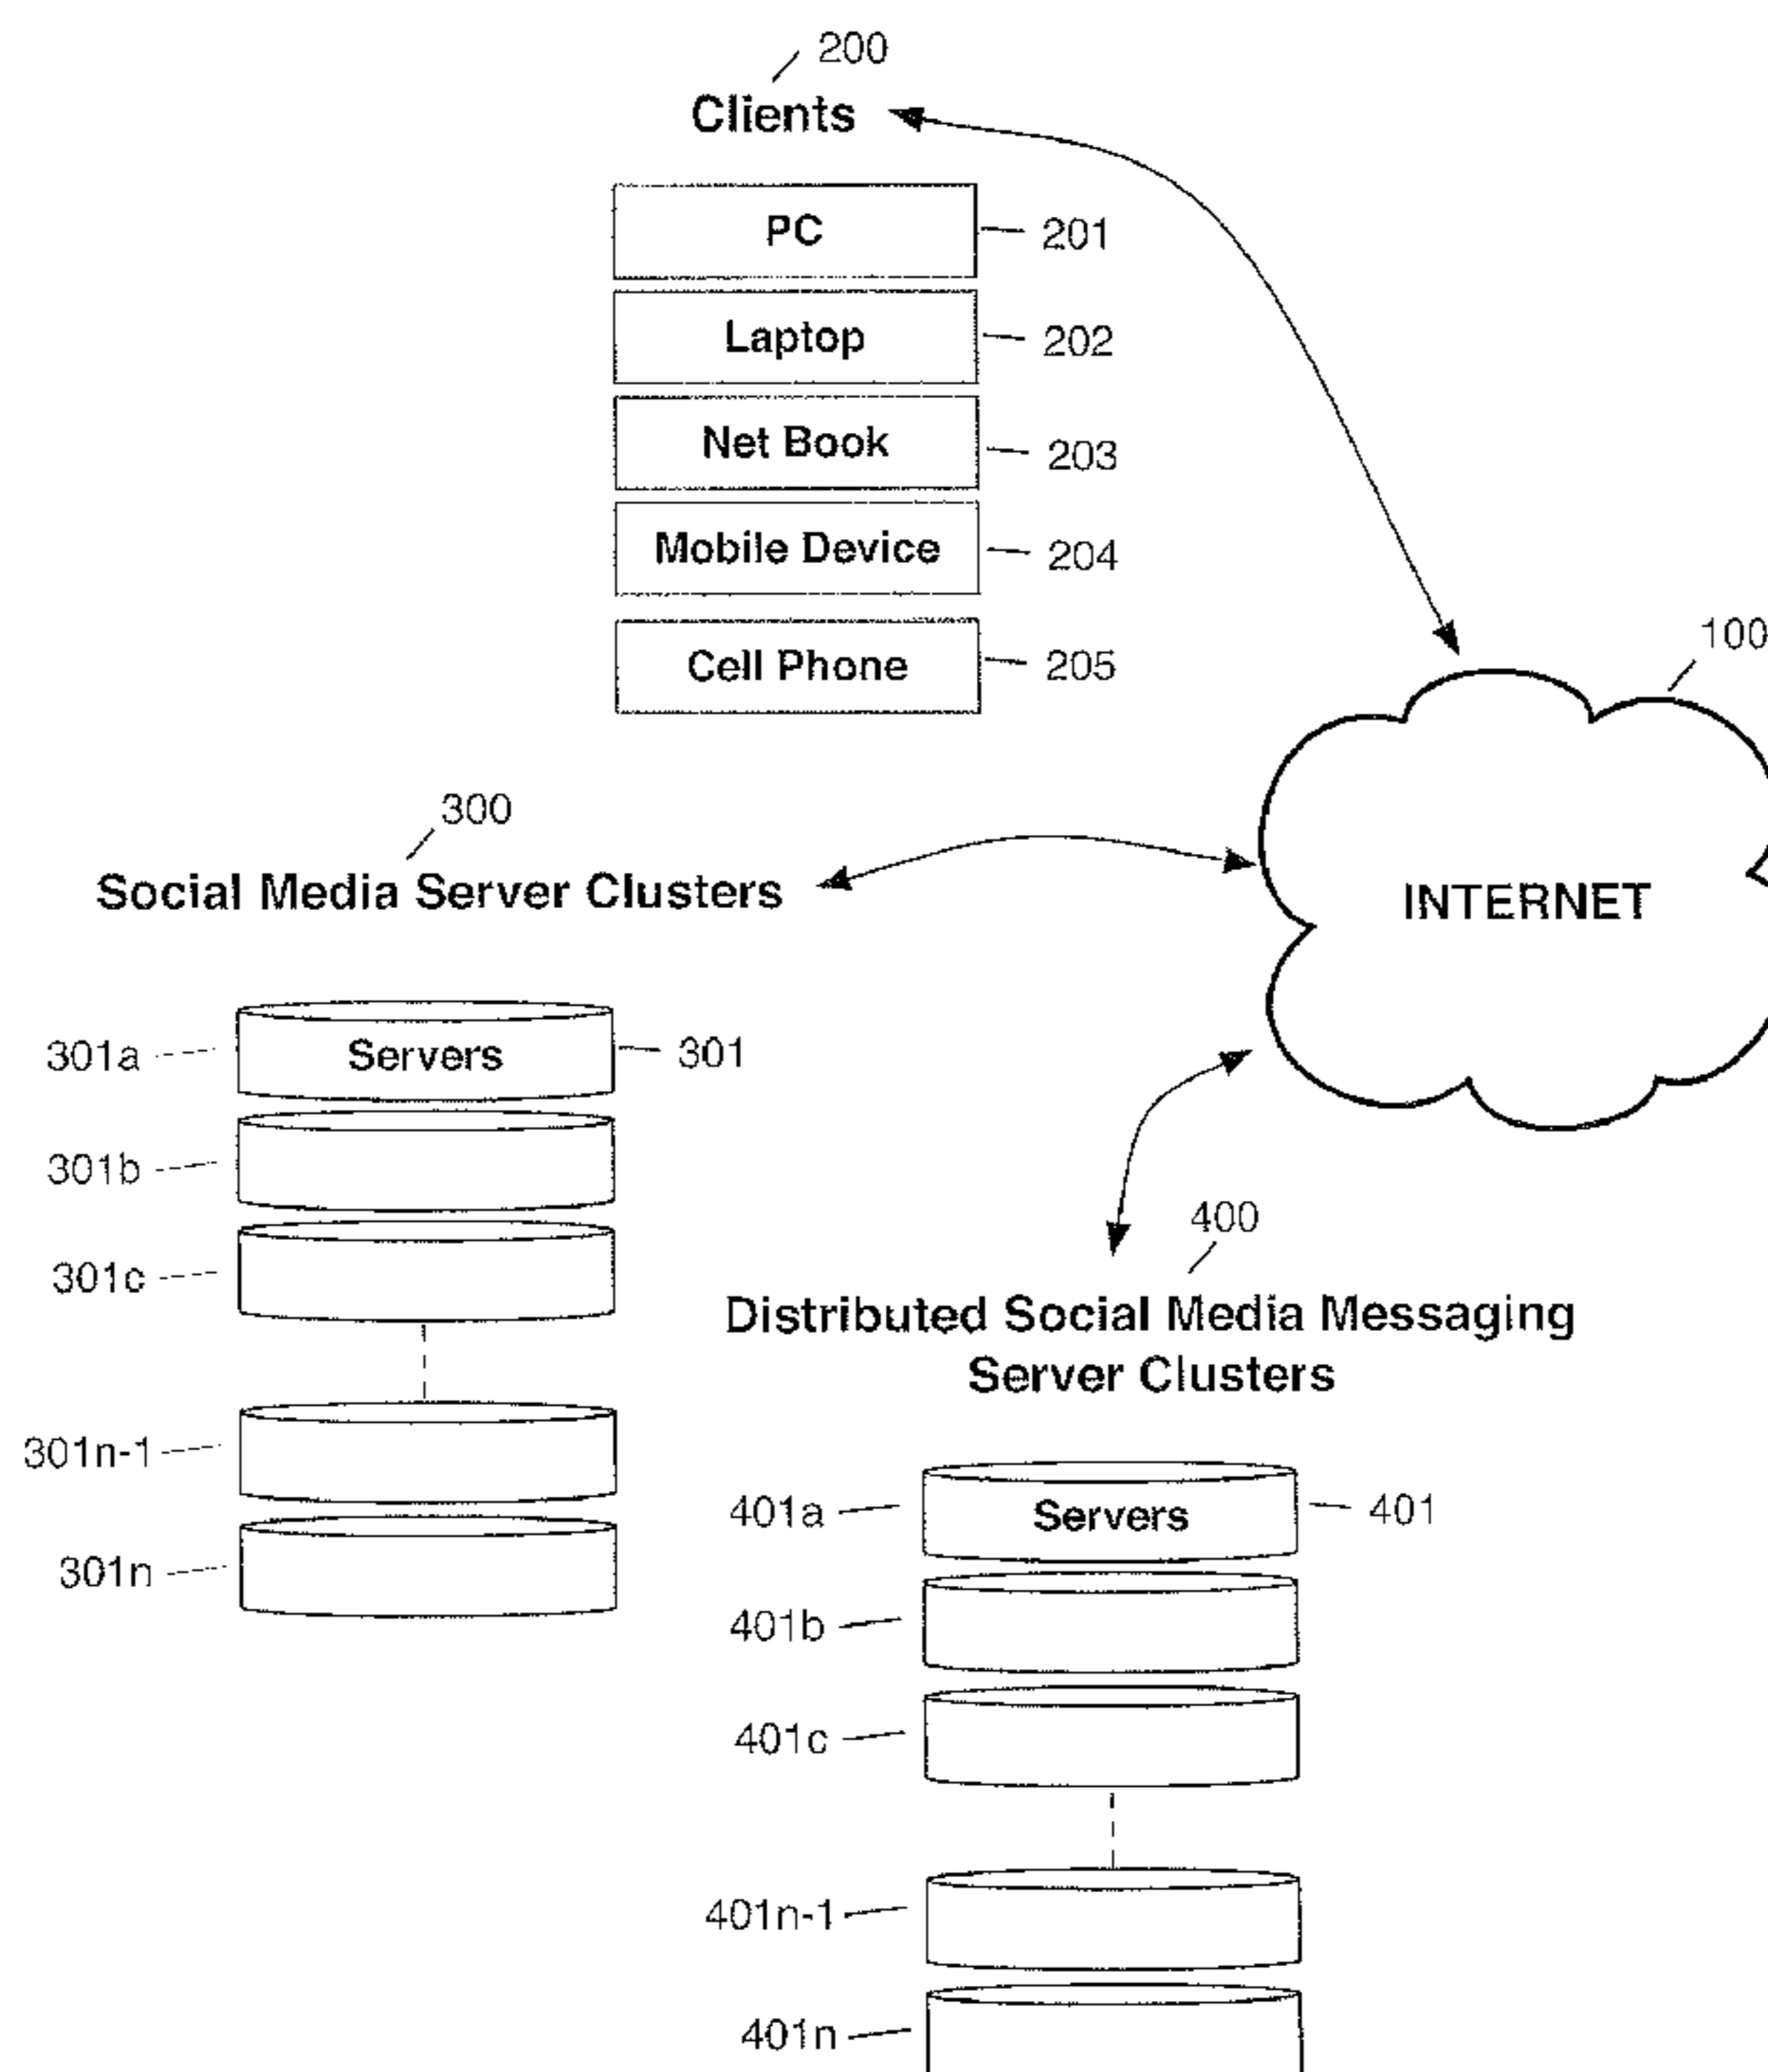 200
Clients
PC
201
Laptop
202
Net Book
203
Mobile Device
204
Cell Phone
205
100
INTERNET
300
Social Media Server Clusters
301a
Servers
301
301b
301c
301n-1
301n
400
Distributed Social Media Messaging
Server Clusters
401a
Servers
401
401b
401c
401n-1
401n